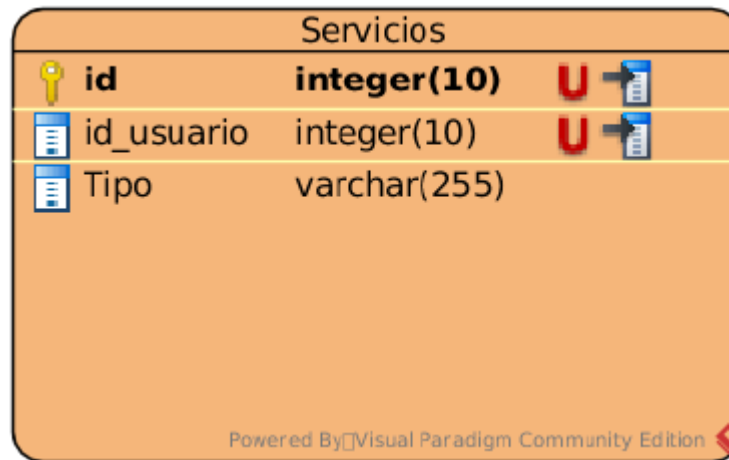 Servicios
id integer(10) U
id_usuario integer(10) U
Tipo varchar(255)
Powered By□Visual Paradigm Community Edition